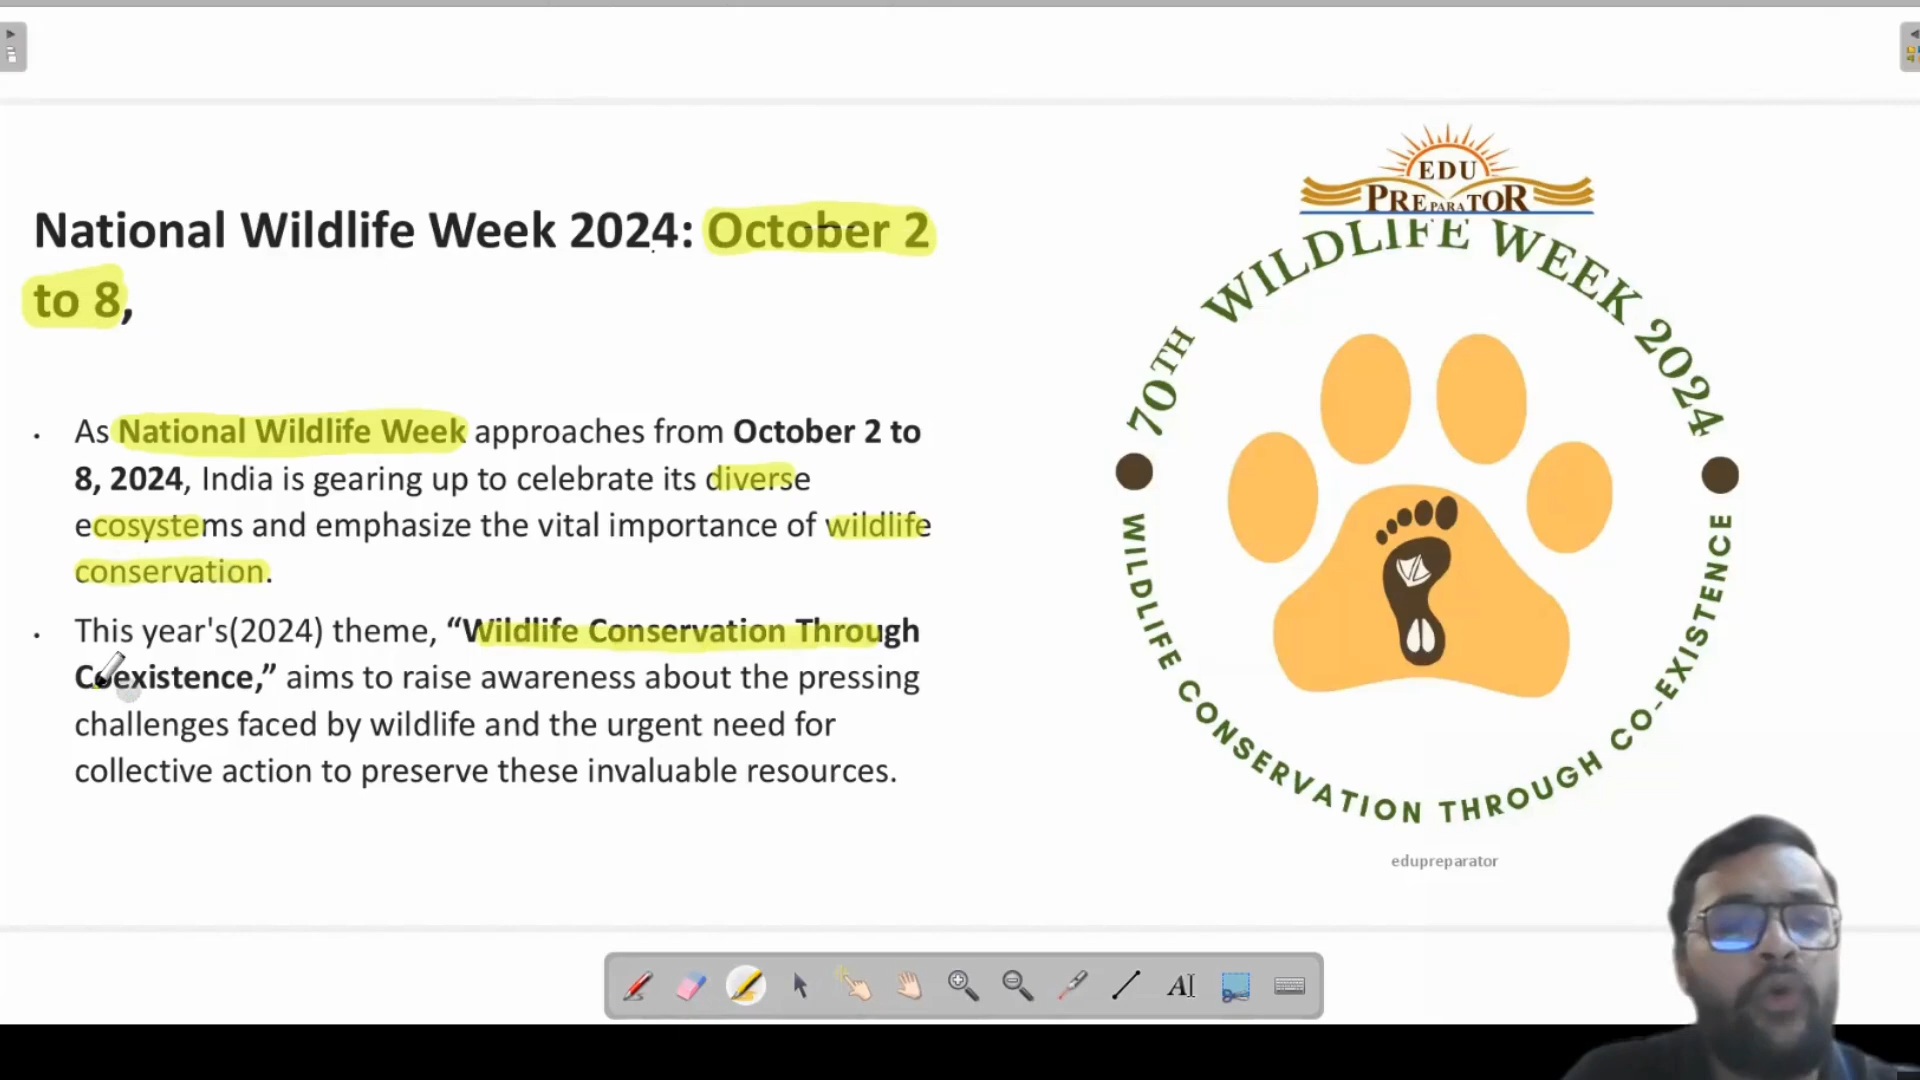 National Wildlife Week 2024: October 2
to 8,
As National Wildlife Week approaches from October 2 to
8, 2024, India is gearing up to celebrate its diverse
ecosystems and emphasize the vital importance of wildlife
conservation.
This year's(2024) theme, “Wildlife Conservation Through
Coexistence,” aims to raise awareness about the pressing
challenges faced by wildlife and the urgent need for
collective action to preserve these invaluable resources.
EDU
PREPARATOR
70TH WILDLIFE WEEK 2024
WILDLIFE CONSERVATION THROUGH CO-EXISTENCE
edupreparator
AI